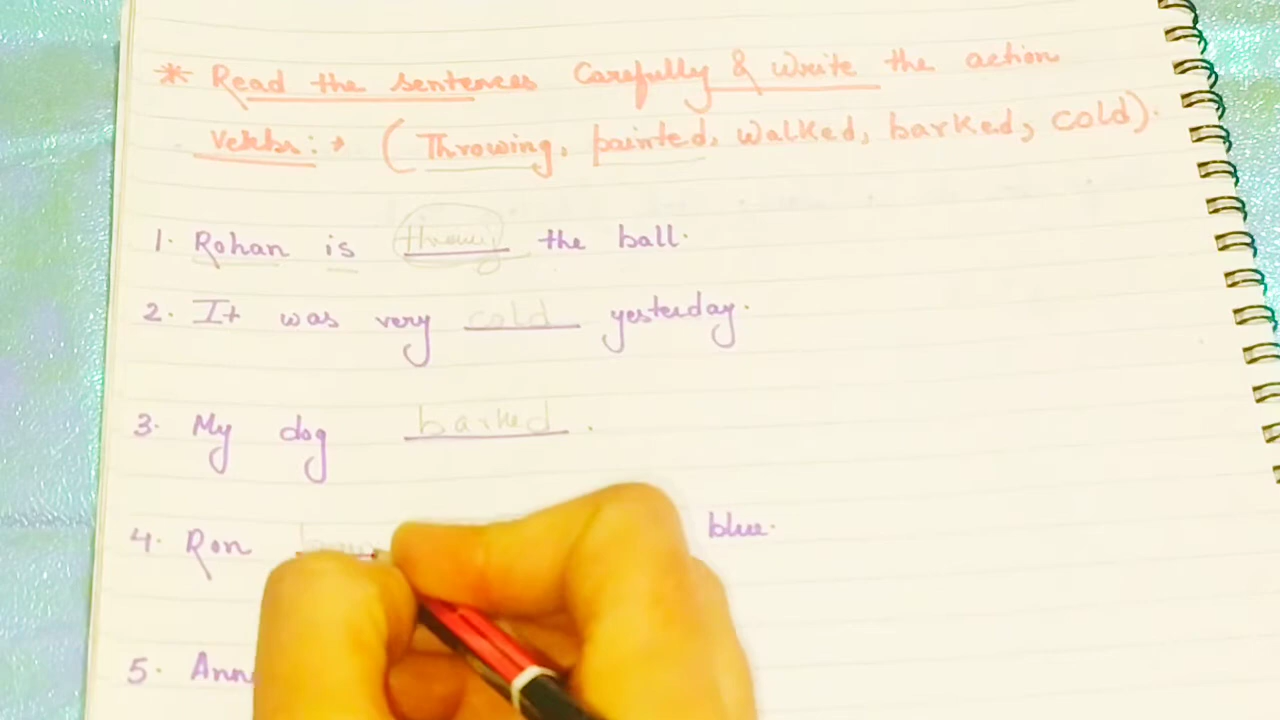 * Read the sentences Carefully & Write the action
verbs:→ (Throwing, painted, walked, barked, cold).
1. Rohan is throwing the ball.
2. It was very cold yesterday.
3. My dog barked.
4. Ron blue.
5. Ann